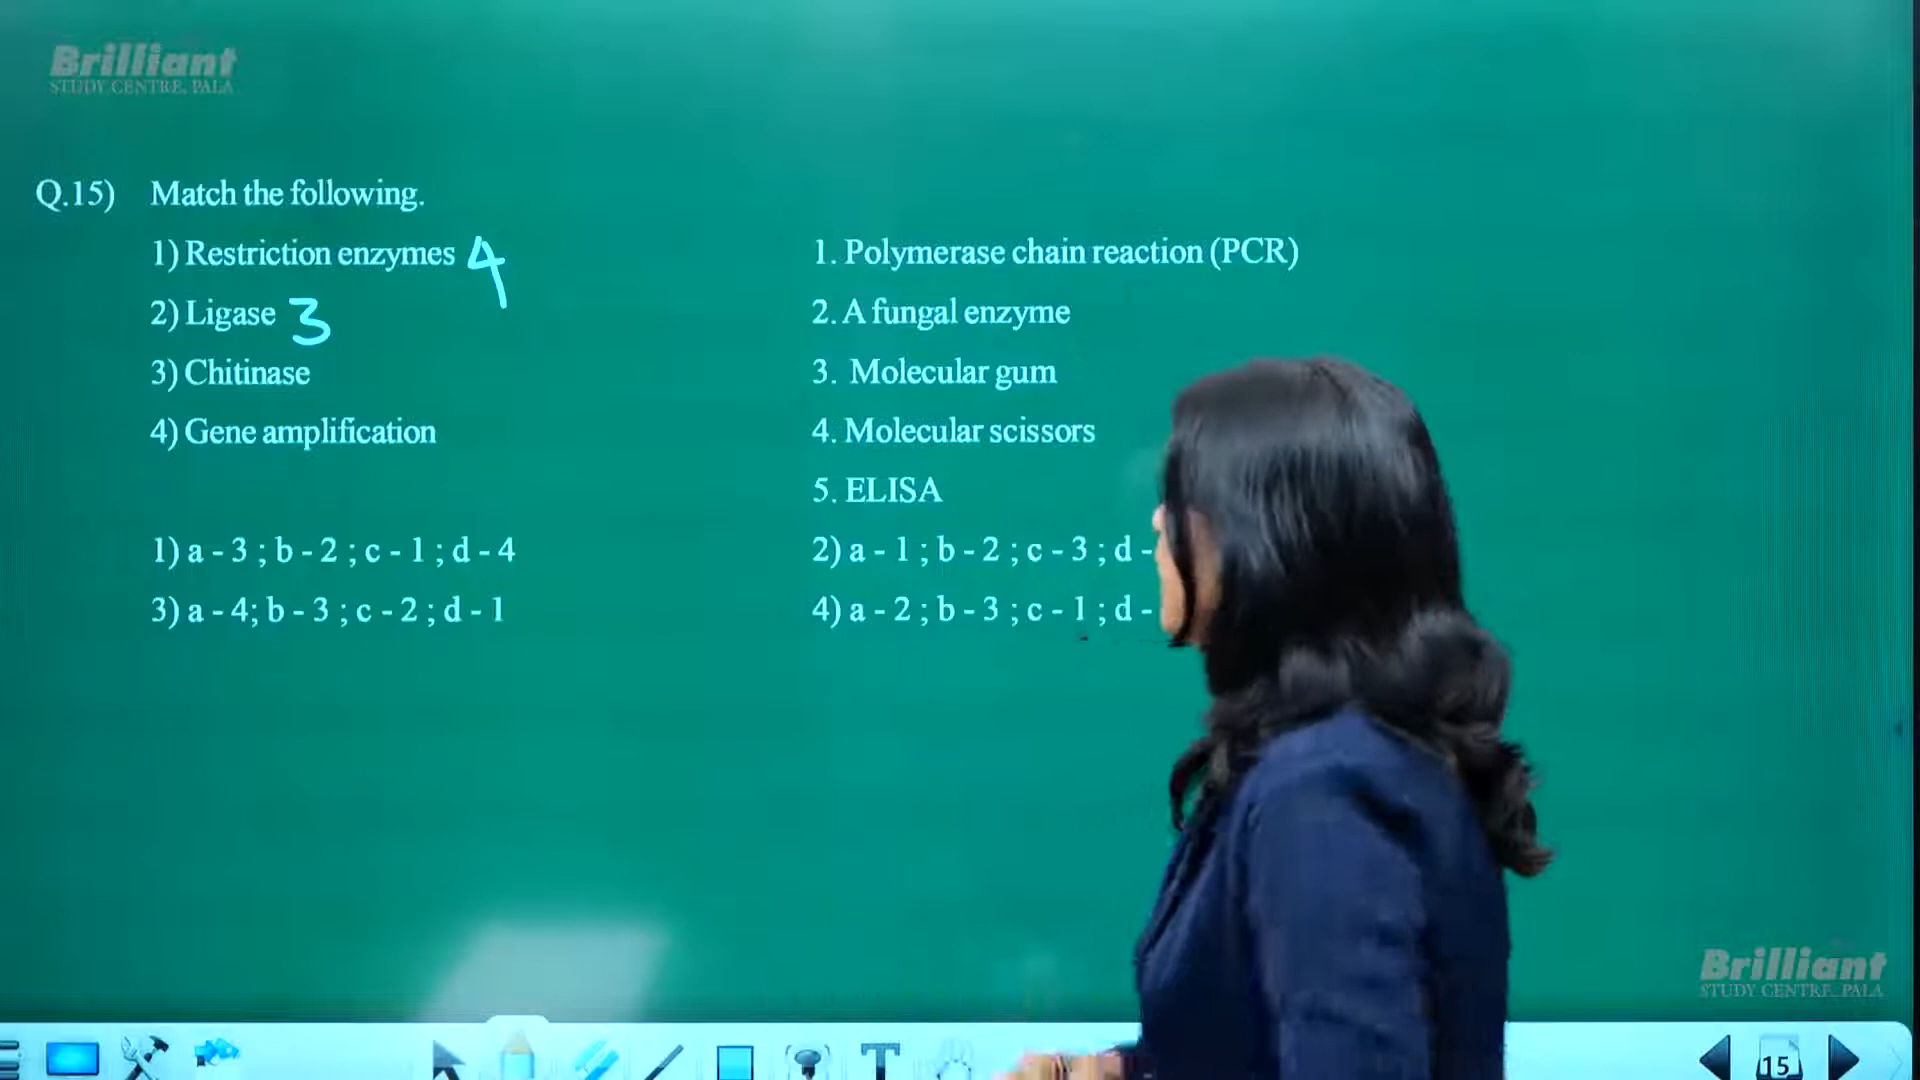 Brilliant
STUDY CENTRE, PALA
Q.15) Match the following.
1) Restriction enzymes 4
1. Polymerase chain reaction (PCR)
2) Ligase 3
2. A fungal enzyme
3) Chitinase
3. Molecular gum
4) Gene amplification
4. Molecular scissors
5. ELISA
1) a - 3 ; b - 2 ; c - 1 ; d - 4
2) a - 1 ; b - 2 ; c - 3 ; d -
3) a - 4; b - 3 ; c - 2 ; d - 1
4) a - 2 ; b - 3 ; c - 1 ; d -
Brilliant
STUDY CENTRE, PALA
T
15